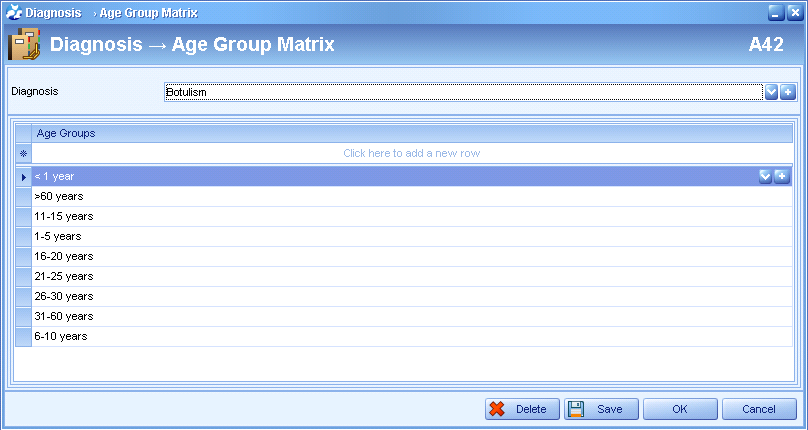 Diagnosis → Age Group Matrix
Diagnosis → Age Group Matrix A42
Diagnosis Botulism
Age Groups
Click here to add a new row
< 1 year
>60 years
11-15 years
1-5 years
16-20 years
21-25 years
26-30 years
31-60 years
6-10 years
Delete Save OK Cancel